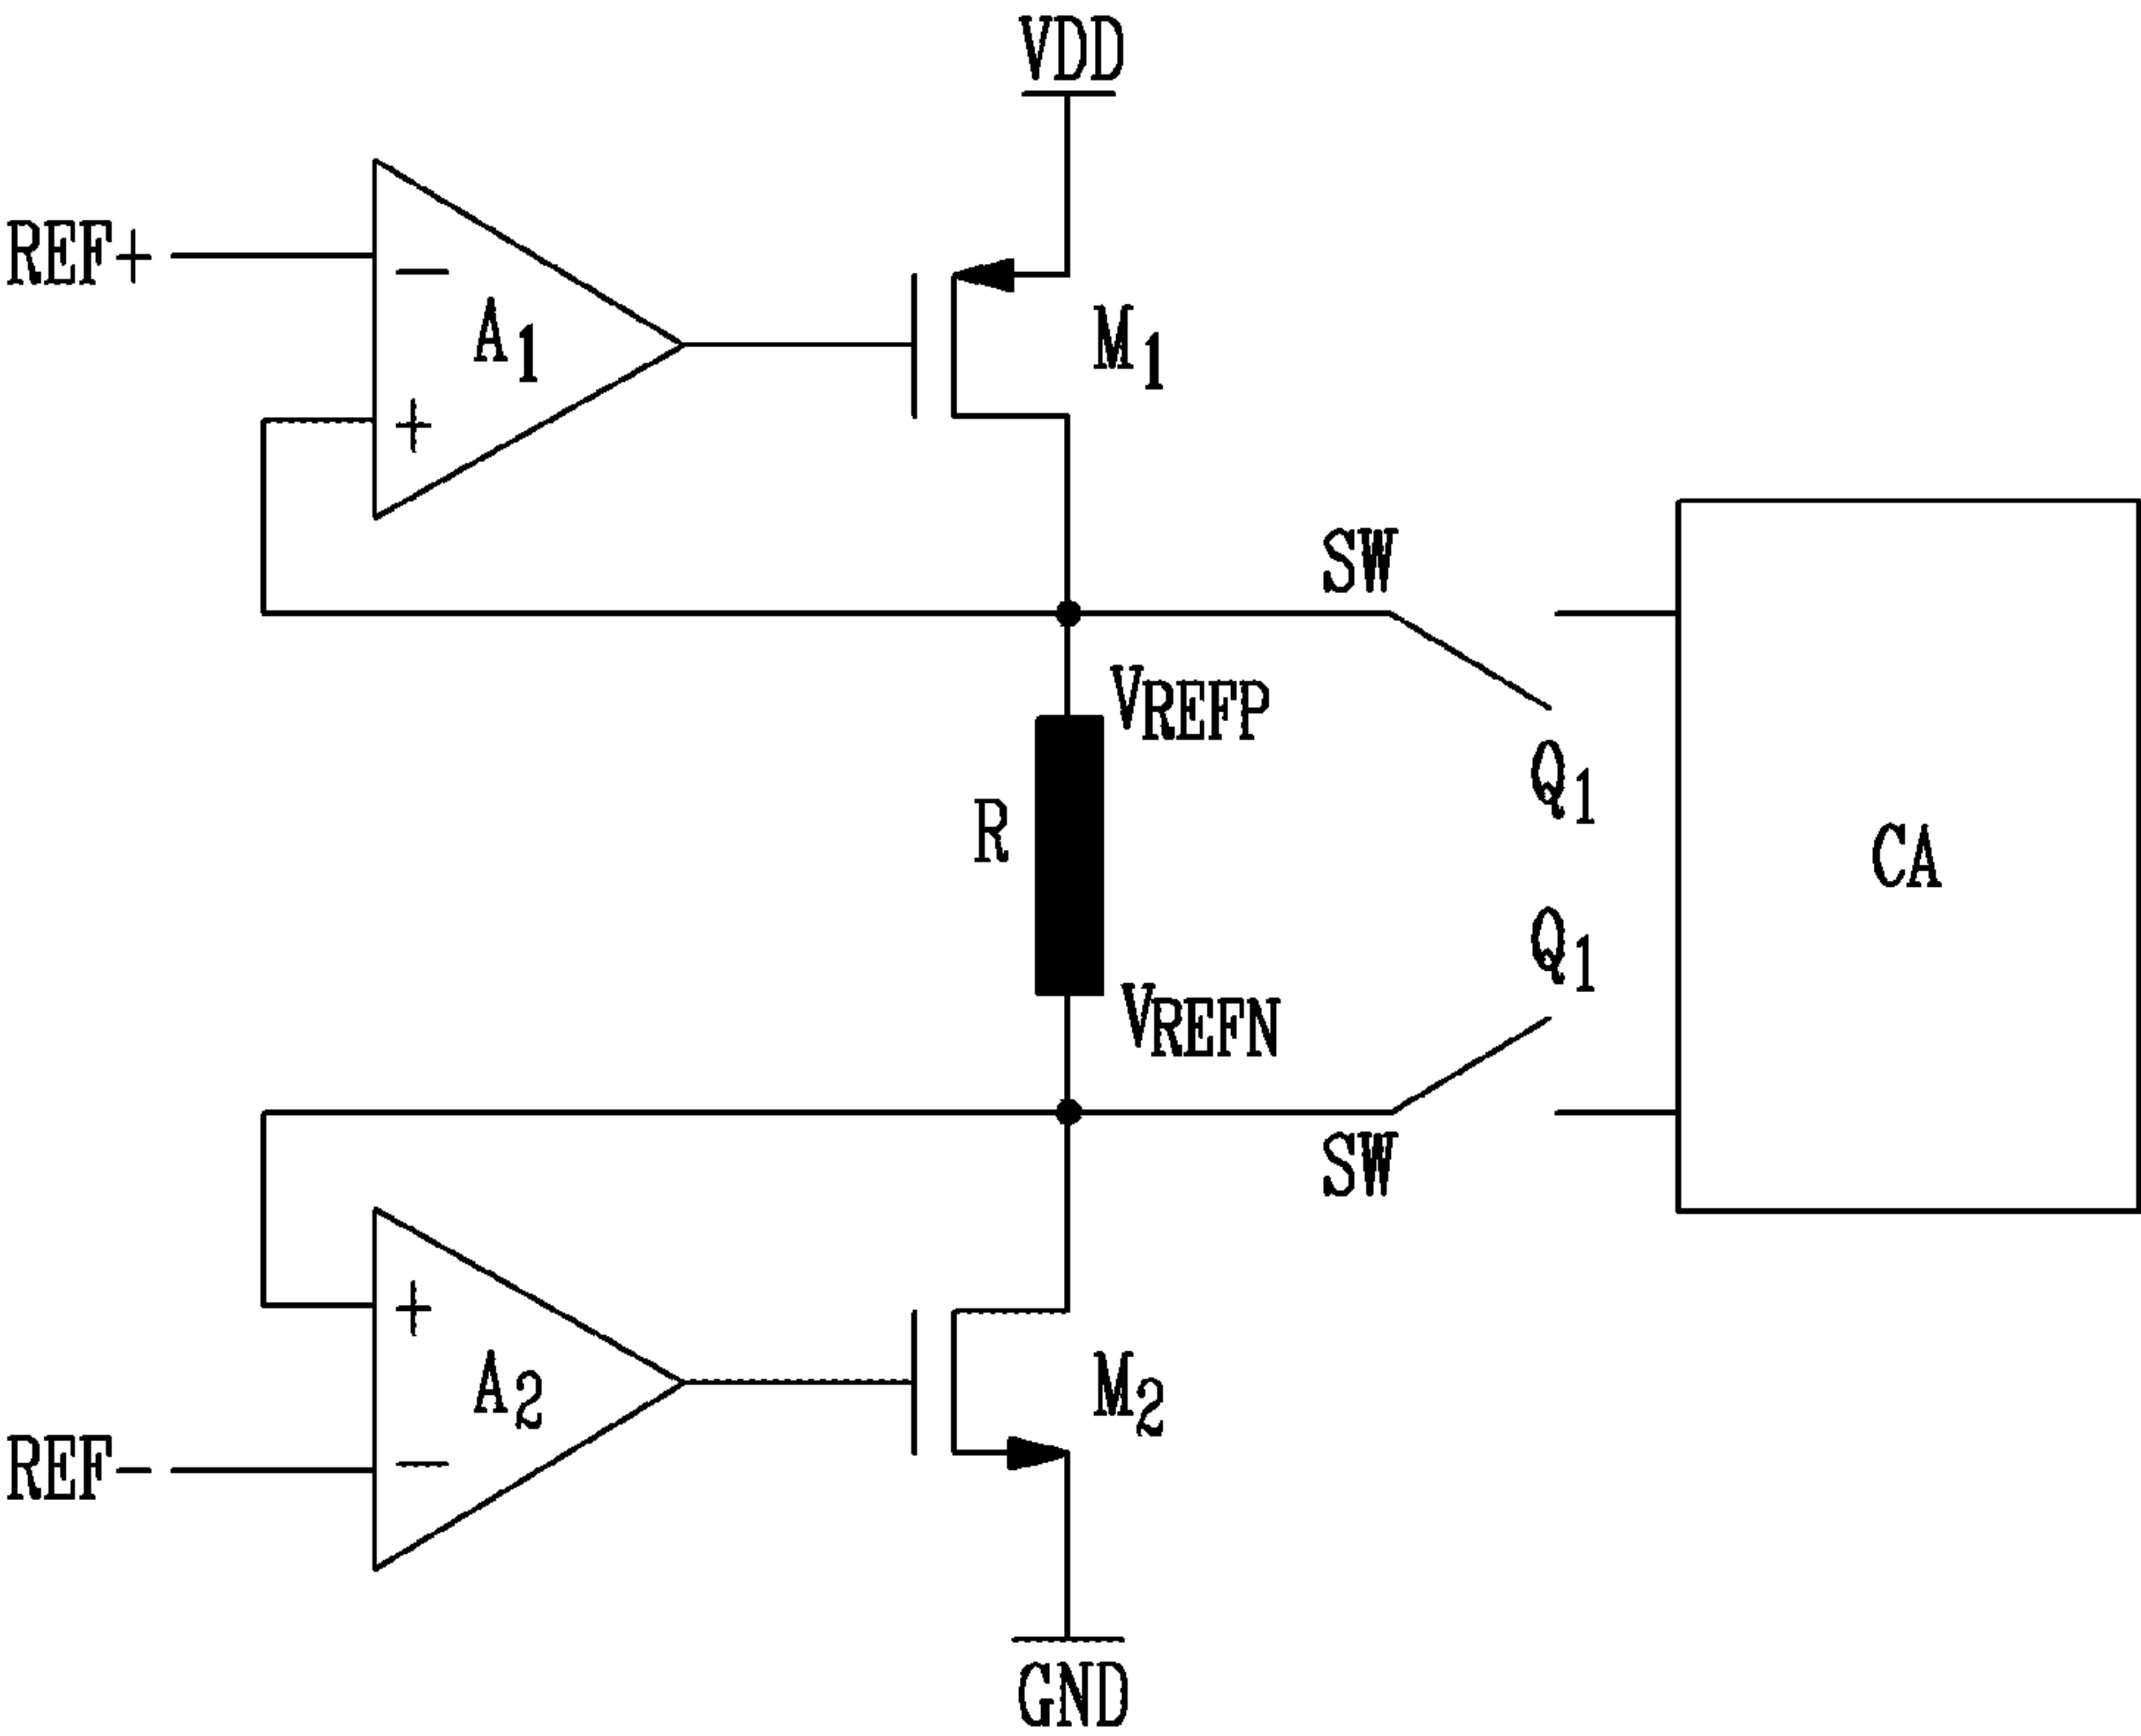 VDD
REF+
−
A1
+
M1
SW
VREFP
Q1
R
CA
Q1
VREFN
SW
+
A2
−
M2
REF-
GND